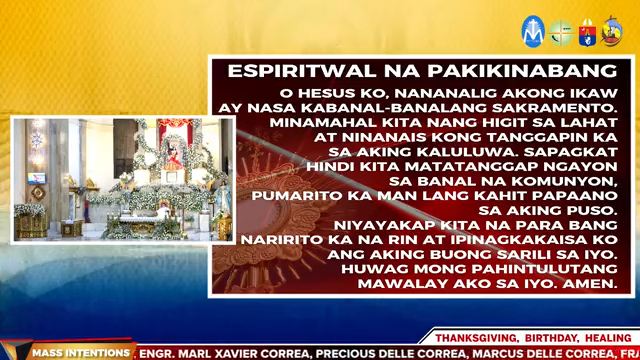 ESPIRITWAL NA PAKIKINABANG
O HESUS KO, NANANALIG AKONG IKAW
AY NASA KABANAL-BANALANG SAKRAMENTO.
MINAMAHAL KITA NANG HIGIT SA LAHAT
AT NINANAIS KONG TANGGAPIN KA
SA AKING KALULUWA. SAPAGKAT
HINDI KITA MATATANGGAP NGAYON
SA BANAL NA KOMUNYON,
PUMARITO KA MAN LANG KAHIT PAPAANO
SA AKING PUSO.
NIYAYAKAP KITA NA PARA BANG
NARIRITO KA NA RIN AT IPINAGKAKAISA KO
ANG AKING BUONG SARILI SA IYO.
HUWAG MONG PAHINTULUTANG
MAWALAY AKO SA IYO. AMEN.
THANKSGIVING, BIRTHDAY, HEALING
MASS INTENTIONS , ENGR. MARL XAVIER CORREA, PRECIOUS DELLE CORREA, MARCUS DELLE CORREA, FRA